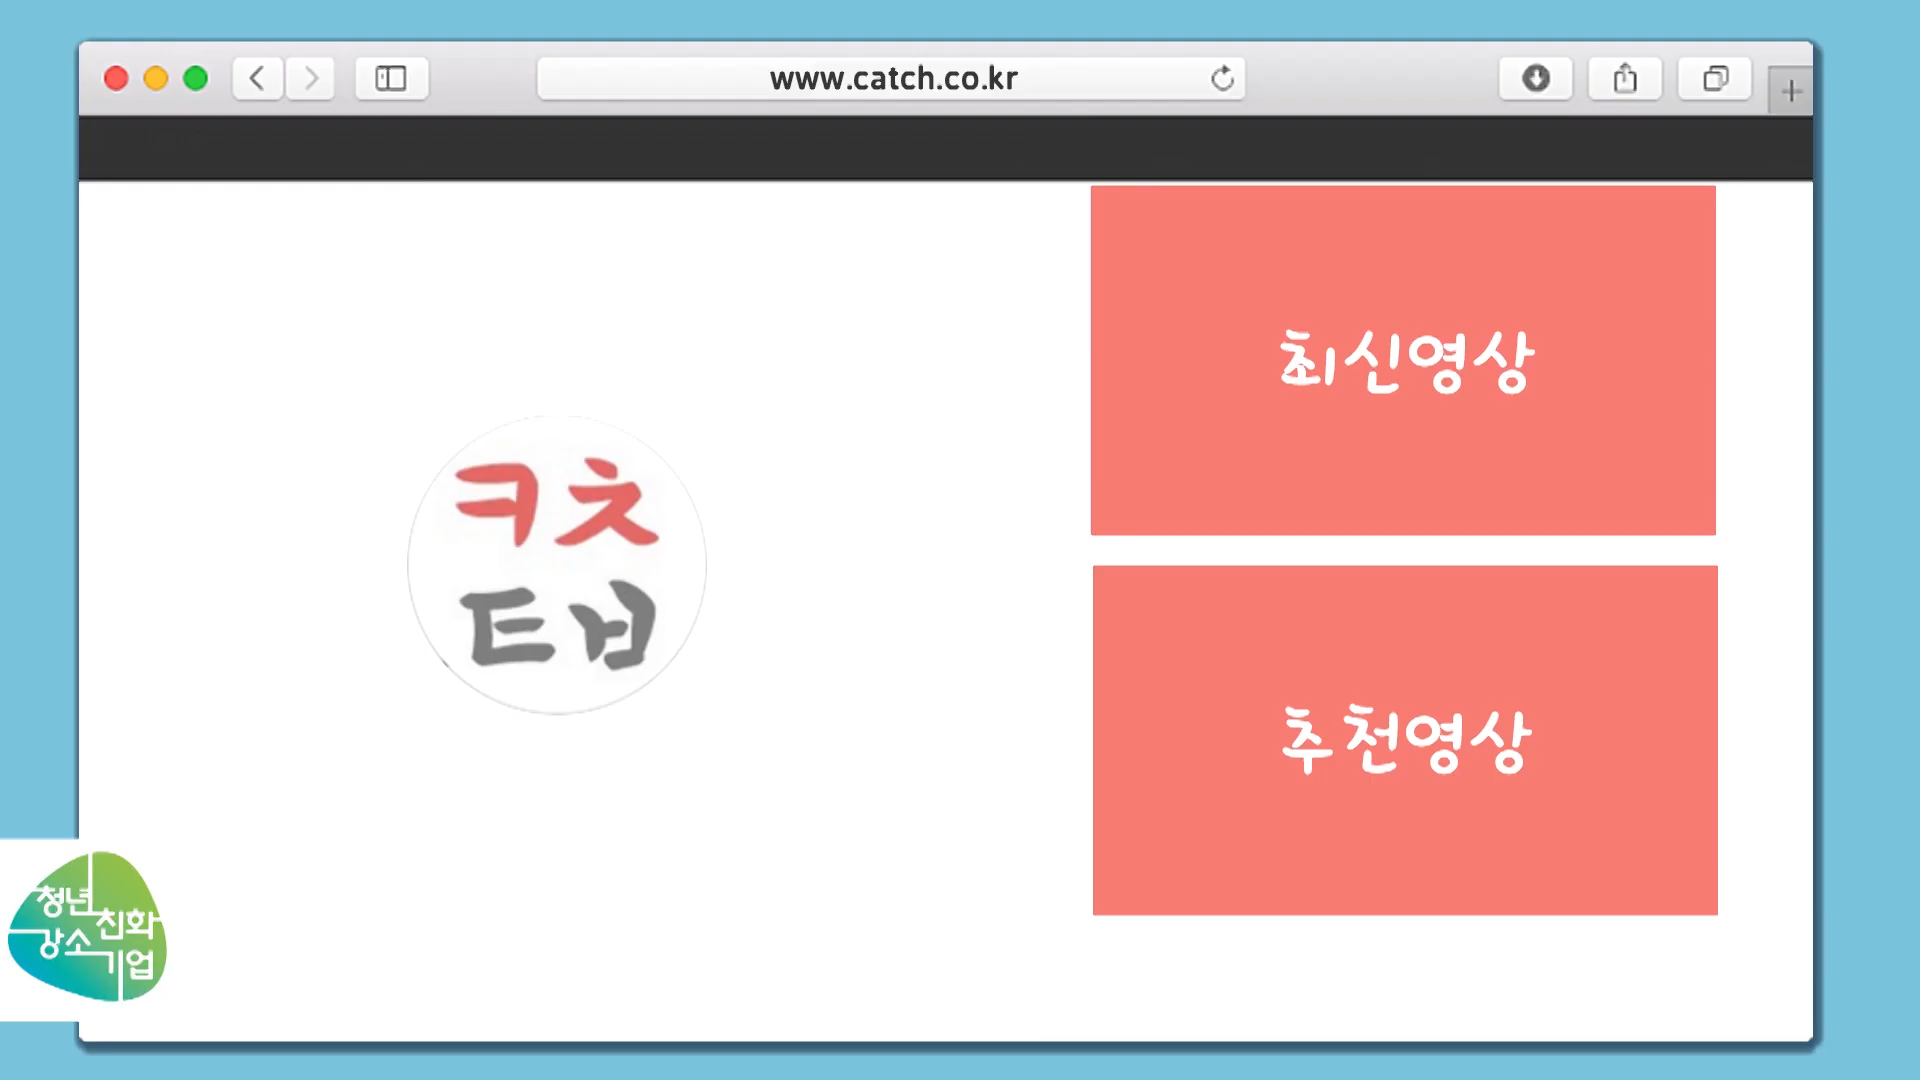 www.catch.co.kr
최신영상
ㅋㅊ
ㅌㅂ
추천영상
청년
친화
강소
기업